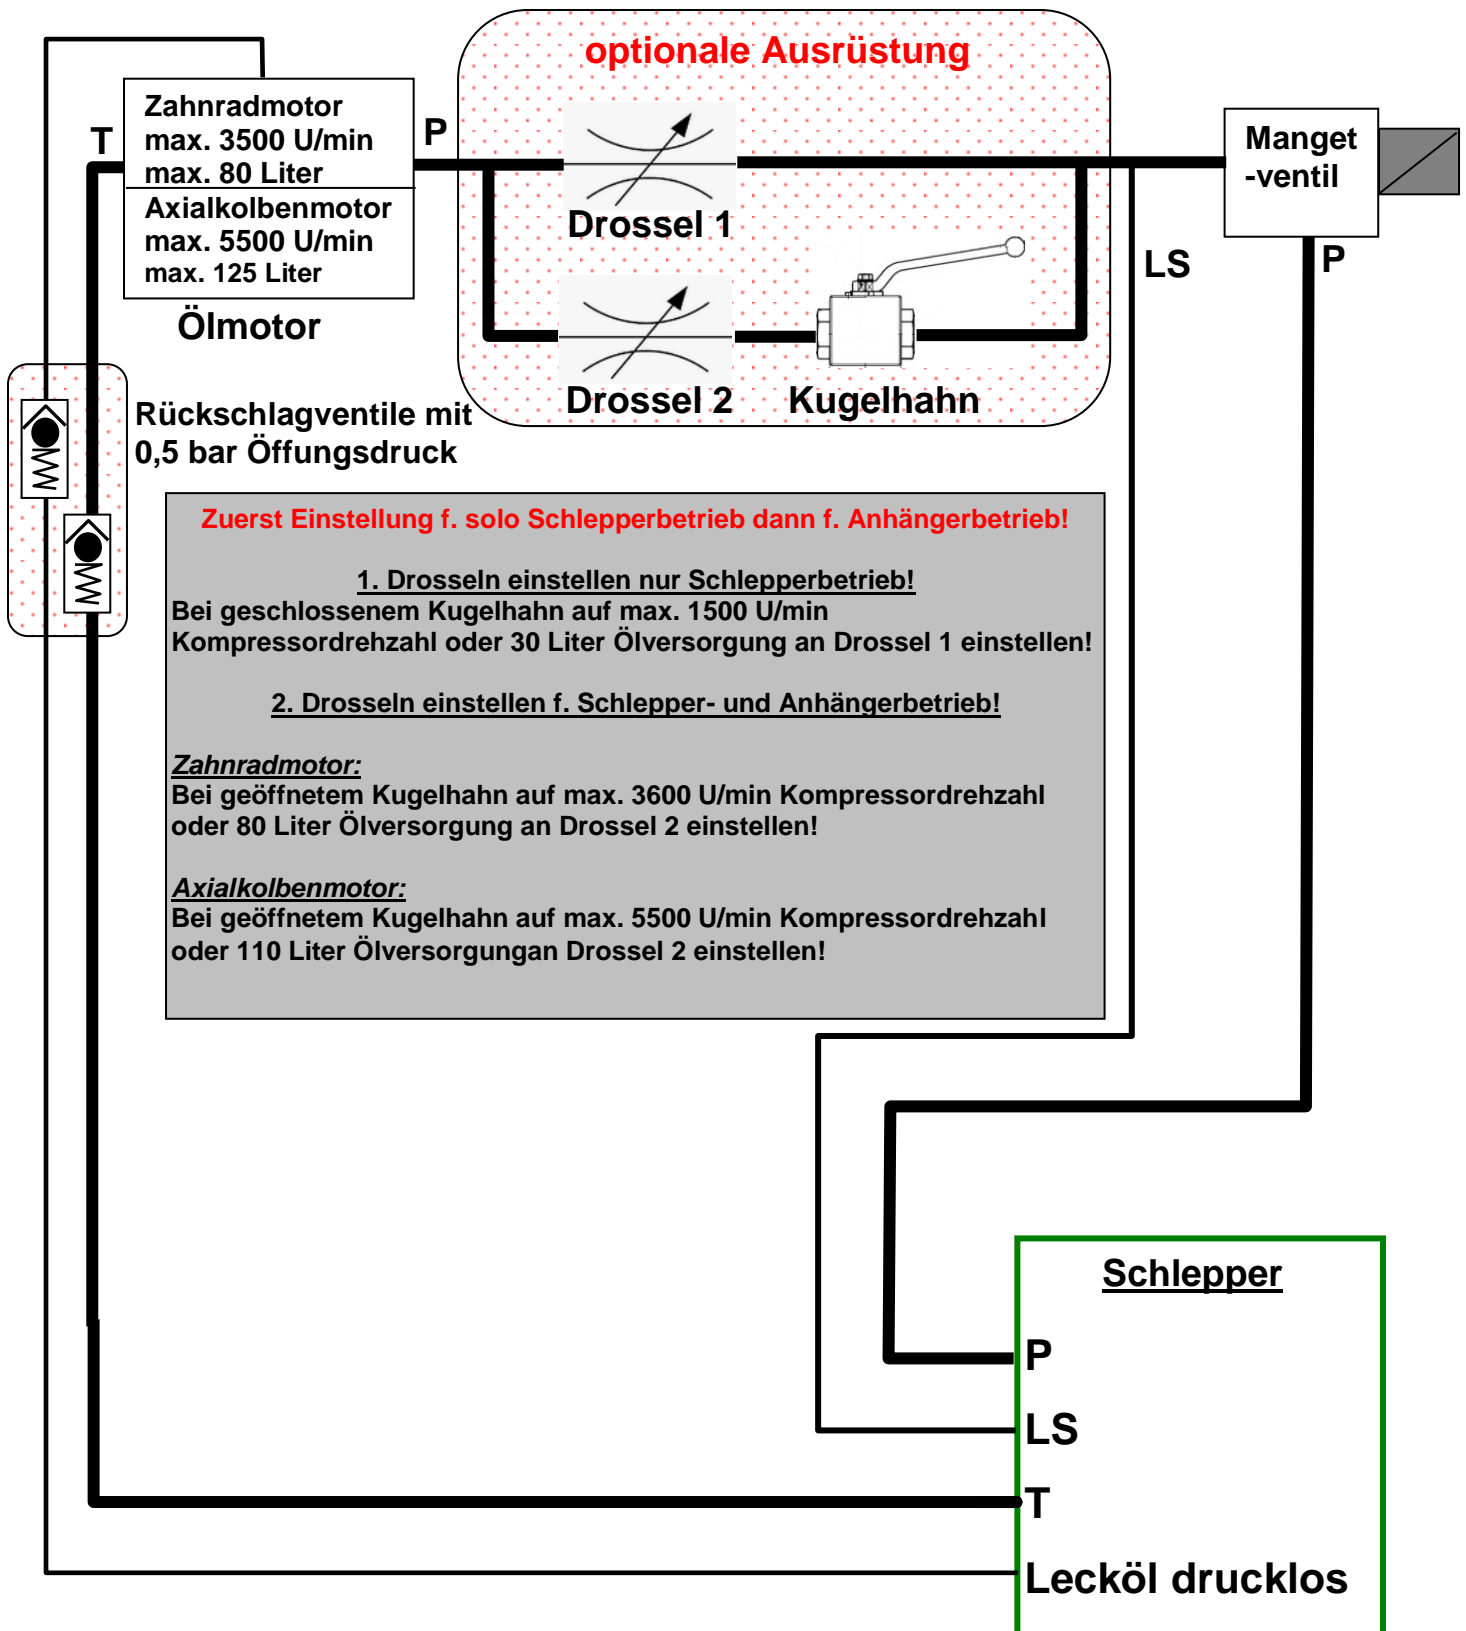 optionale Ausrüstung
T
Zahnradmotor
max. 3500 U/min
max. 80 Liter
Axialkolbenmotor
max. 5500 U/min
max. 125 Liter
Ölmotor
P
Drossel 1
Drossel 2
Kugelhahn
LS
Manget
-ventil
P
Rückschlagventile mit
0,5 bar Öffungsdruck
Zuerst Einstellung f. solo Schlepperbetrieb dann f. Anhängerbetrieb!
1. Drosseln einstellen nur Schlepperbetrieb!
Bei geschlossenem Kugelhahn auf max. 1500 U/min
Kompressordrehzahl oder 30 Liter Ölversorgung an Drossel 1 einstellen!
2. Drosseln einstellen f. Schlepper- und Anhängerbetrieb!
Zahnradmotor:
Bei geöffnetem Kugelhahn auf max. 3600 U/min Kompressordrehzahl
oder 80 Liter Ölversorgung an Drossel 2 einstellen!
Axialkolbenmotor:
Bei geöffnetem Kugelhahn auf max. 5500 U/min Kompressordrehzahl
oder 110 Liter Ölversorgungan Drossel 2 einstellen!
Schlepper
P
LS
T
Lecköl drucklos